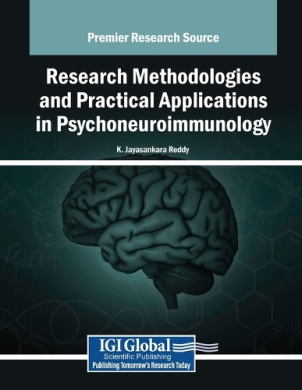 Premier Research Source
Research Methodologies
and Practical Applications
in Psychoneuroimmunology
K. Jayasankara Reddy
IGI Global
Scientific Publishing
Publishing Tomorrow's Research Today